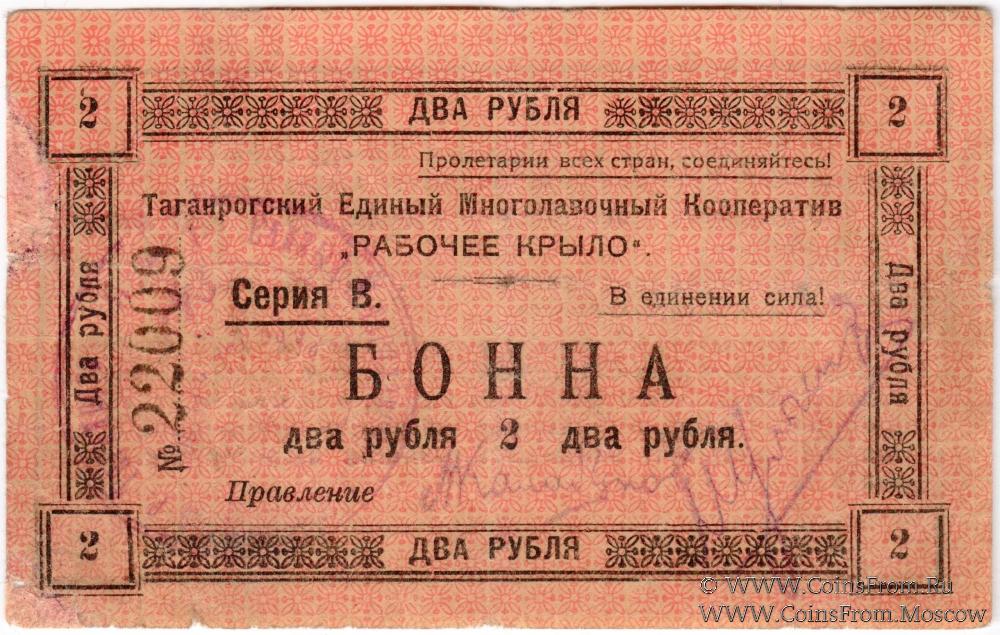 2 ДВА РУБЛЯ 2
Пролетарии всех стран, соединяйтесь!
Таганрогский Единый Многолавочный Кооператив
„РАБОЧЕЕ КРЫЛО“.
Серия В.
В единении сила!
БОННА
два рубля 2 два рубля.
Правление
Два рубля
№ 22009
Два рубля
2 ДВА РУБЛЯ 2
© WWW.CoinsFrom.Ru
WWW.CoinsFrom.Moscow